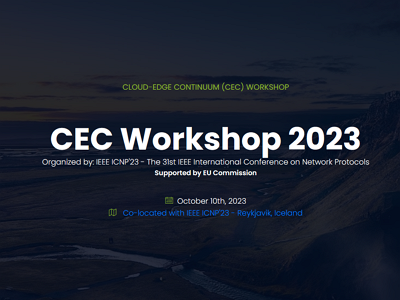 CLOUD-EDGE CONTINUUM (CEC) WORKSHOP
CEC Workshop 2023
Organized by: IEEE ICNP'23 - The 31st IEEE International Conference on Network Protocols
Supported by EU Commission
October 10th, 2023
Co-located with IEEE ICNP'23 - Reykjavik, Iceland